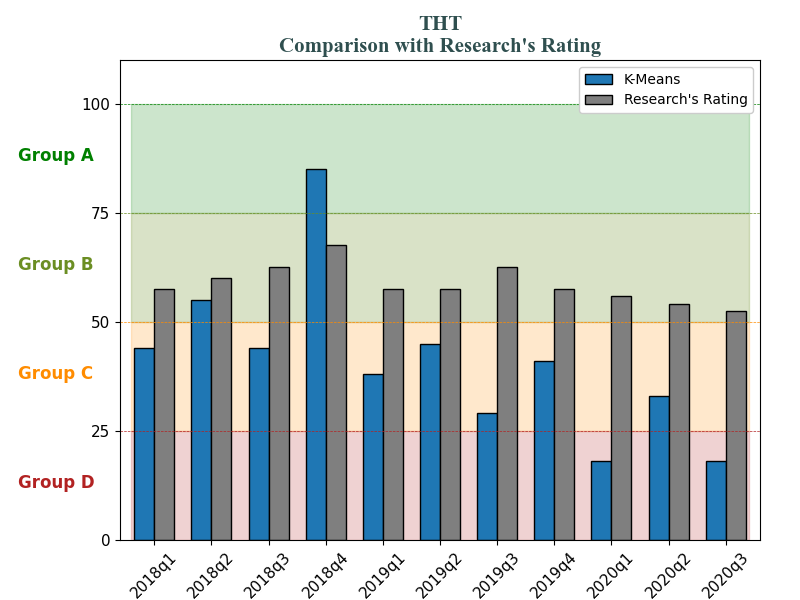 THT
Comparison with Research's Rating
K-Means
Research's Rating
100
Group A
75
Group B
50
Group C
25
Group D
0
2018q1
2018q2
2018q3
2018q4
2019q1
2019q2
2019q3
2019q4
2020q1
2020q2
2020q3